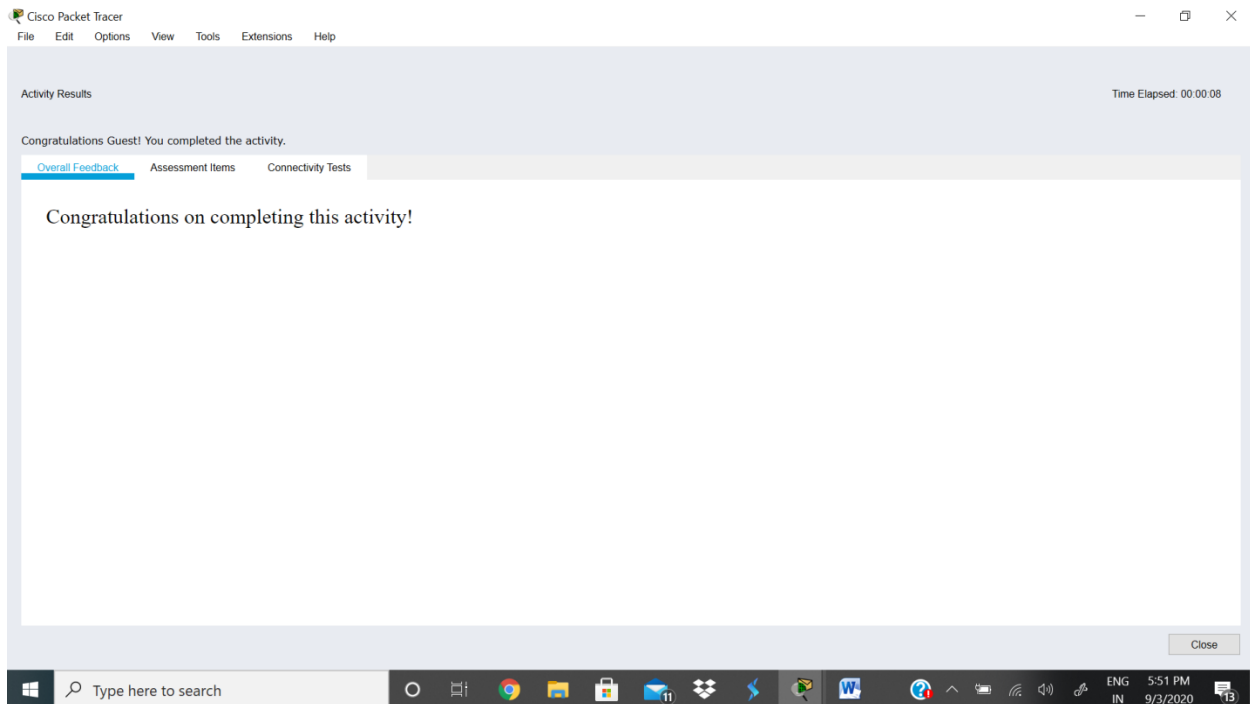 Cisco Packet Tracer
File Edit Options View Tools Extensions Help
Activity Results Time Elapsed: 00:00:08
Congratulations Guest! You completed the activity.
Overall Feedback Assessment Items Connectivity Tests
Congratulations on completing this activity!
Close
Type here to search 11 W ENG 5:51 PM
IN 9/3/2020 13